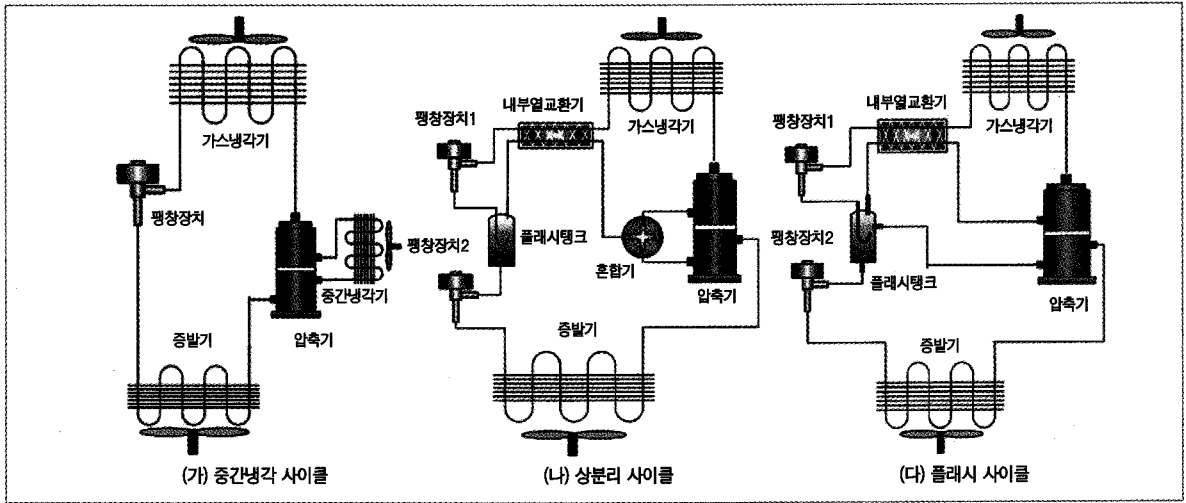 가스냉각기
팽창장치
중간냉각기
압축기
증발기
(가) 중간냉각 사이클
내부열교환기
팽창장치1
가스냉각기
플래시탱크
팽창장치2
혼합기
압축기
증발기
(나) 상분리 사이클
내부열교환기
팽창장치1
가스냉각기
팽창장치2
플래시탱크
압축기
증발기
(다) 플래시 사이클